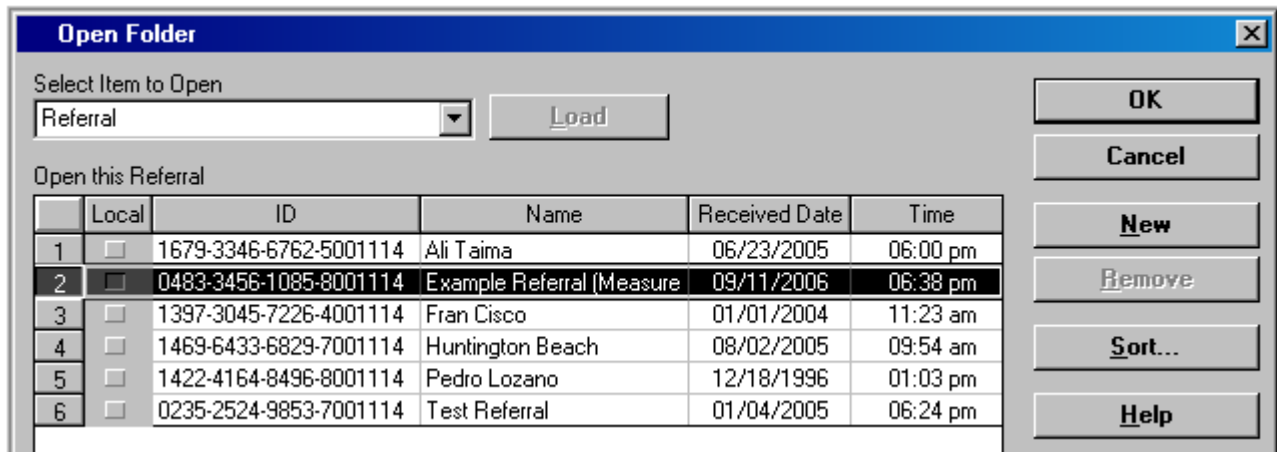 Open Folder
Select Item to Open
Referral Load OK
Cancel
Open this Referral
Local ID Name Received Date Time New
1 1679-3346-6762-5001114 Ali Taima 06/23/2005 06:00 pm
2 0483-3456-1085-8001114 Example Referral (Measure 09/11/2006 06:38 pm Remove
3 1397-3045-7226-4001114 Fran Cisco 01/01/2004 11:23 am
4 1469-6433-6829-7001114 Huntington Beach 08/02/2005 09:54 am Sort...
5 1422-4164-8496-8001114 Pedro Lozano 12/18/1996 01:03 pm
6 0235-2524-9853-7001114 Test Referral 01/04/2005 06:24 pm Help